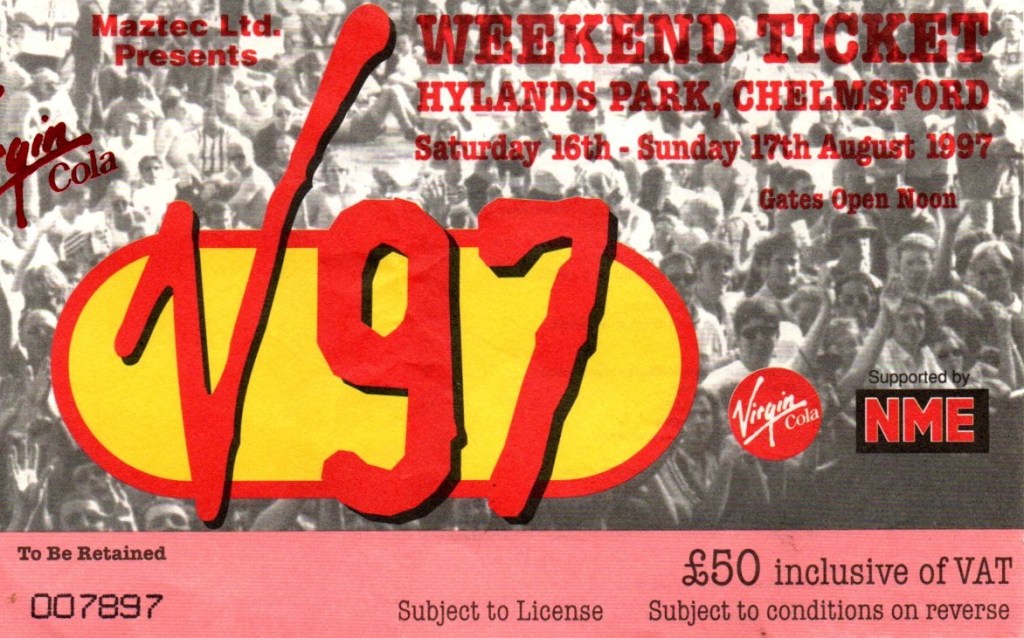 Maztec Ltd.
Presents
WEEKEND TICKET
HYLANDS PARK, CHELMSFORD
Saturday 16th - Sunday 17th August 1997
Gates Open Noon
Cola
V97
Virgin
Cola
Supported by
NME
To Be Retained
007897
£50 inclusive of VAT
Subject to License
Subject to conditions on reverse